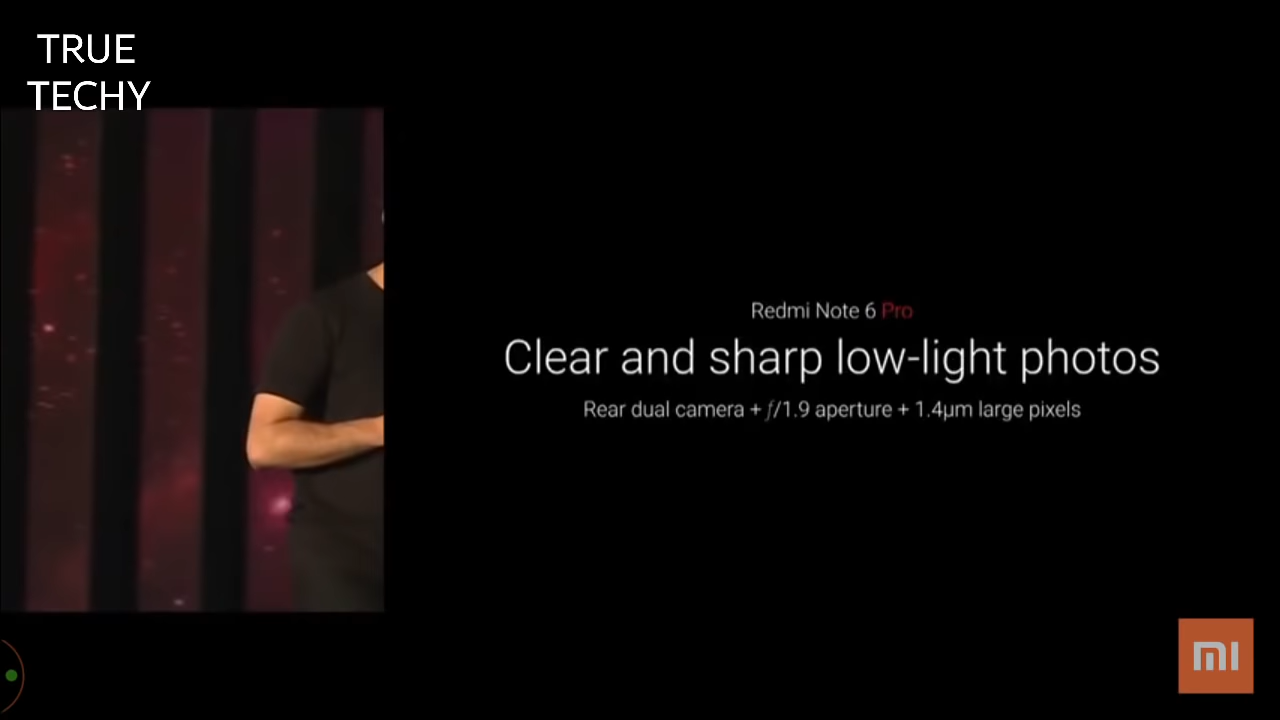 TRUE
TECHY
Redmi Note 6 Pro
Clear and sharp low-light photos
Rear dual camera + f/1.9 aperture + 1.4µm large pixels
MI